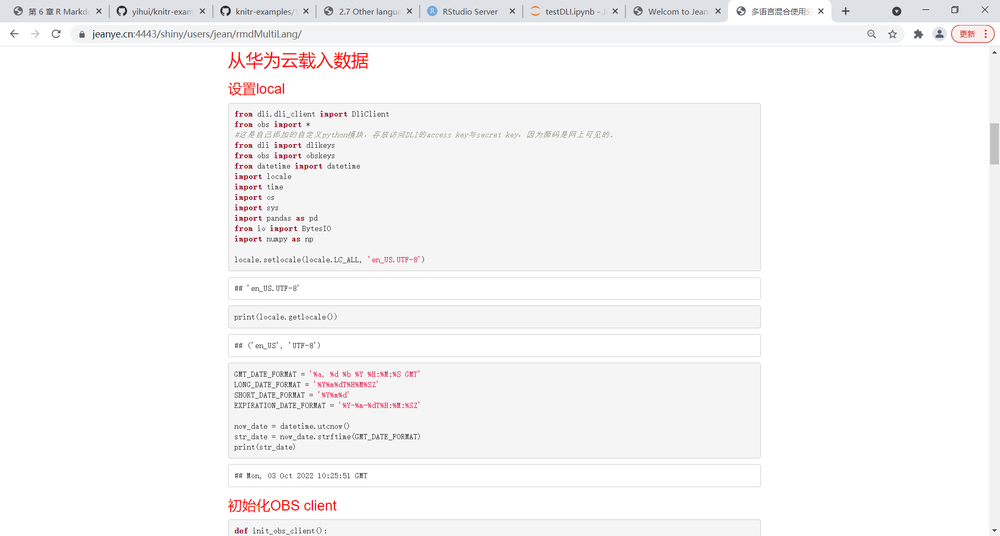 第 6 章 R Markdo
yihui/knitr-exam
knitr-examples/1
2.7 Other langua
RStudio Server
testDLI.ipynb - J
Welcom to Jean
多语言混合使用分
jeanye.cn:4443/shiny/users/jean/rmdMultiLang/
更新
从华为云载入数据
设置local
from dli.dli_client import DliClient
from obs import *
#这是自己添加的自定义python模块，存放访问DLI的access key与secret key，因为源码是网上可见的。
from dli import dlikeys
from obs import obskeys
from datetime import datetime
import locale
import time
import os
import sys
import pandas as pd
from io import BytesIO
import numpy as np
locale.setlocale(locale.LC_ALL, 'en_US.UTF-8')
## 'en_US.UTF-8'
print(locale.getlocale())
## ('en_US', 'UTF-8')
GMT_DATE_FORMAT = '%a, %d %b %Y %H:%M:%S GMT'
LONG_DATE_FORMAT = '%Y%m%dT%H%M%SZ'
SHORT_DATE_FORMAT = '%Y%m%d'
EXPIRATION_DATE_FORMAT = '%Y-%m-%dT%H:%M:%SZ'
now_date = datetime.utcnow()
str_date = now_date.strftime(GMT_DATE_FORMAT)
print(str_date)
## Mon, 03 Oct 2022 10:25:51 GMT
初始化OBS client
def init_obs_client():